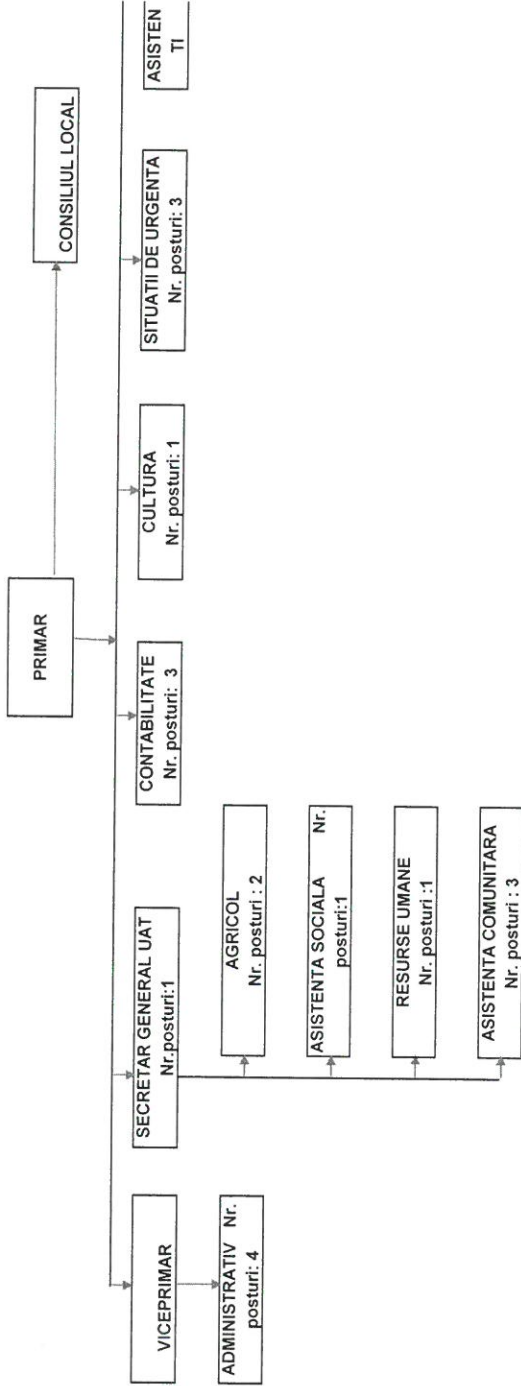 PRIMAR
CONSILIUL LOCAL
VICEPRIMAR
SECRETAR GENERAL UAT
Nr.posturi:1
CONTABILITATE
Nr. posturi: 3
CULTURA
Nr. posturi: 1
SITUATII DE URGENTA
Nr. posturi: 3
ASISTEN
TI
ADMINISTRATIV Nr.
posturi: 4
AGRICOL
Nr. posturi : 2
ASISTENTA SOCIALA Nr.
posturi:1
RESURSE UMANE
Nr. posturi :1
ASISTENTA COMUNITARA
Nr. posturi : 3